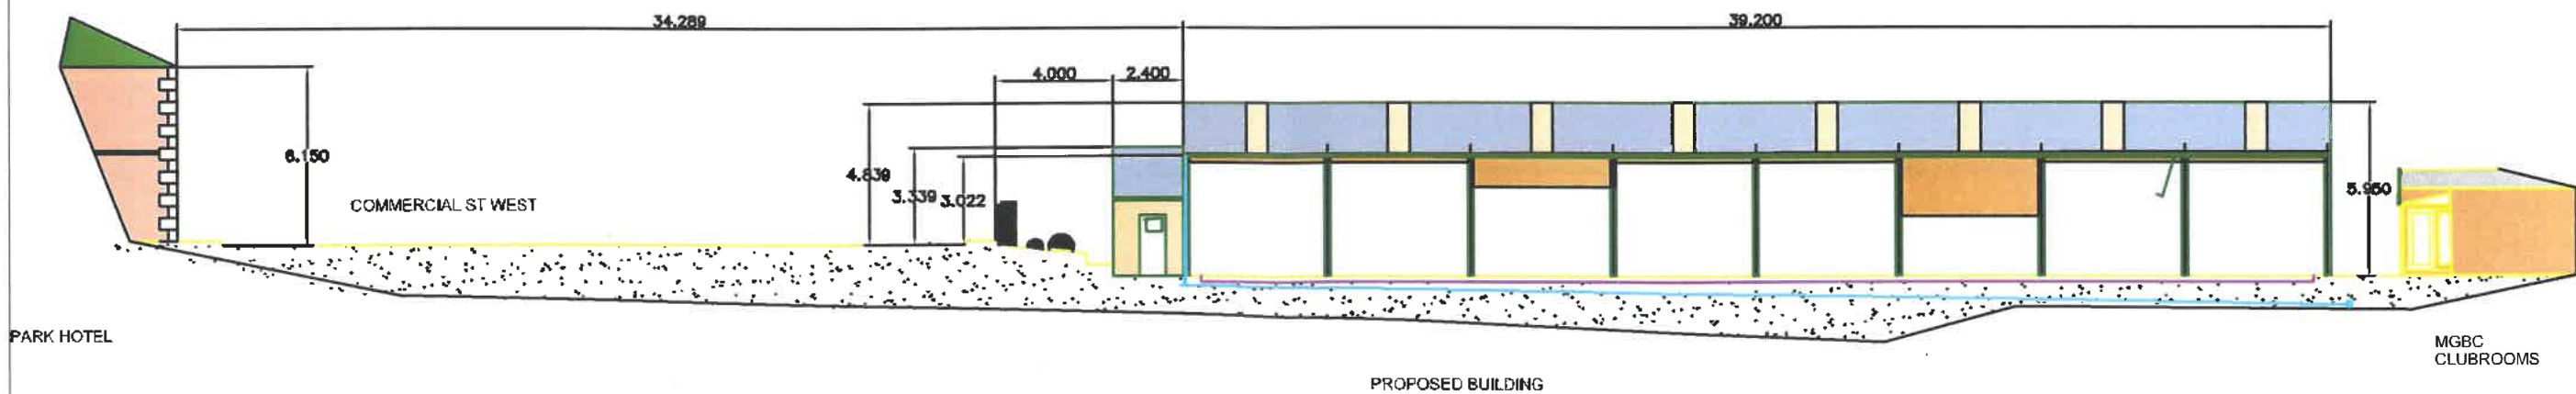 34.289
39.200
4.000
2.400
6.150
4.839
3.339
3.022
5.950
COMMERCIAL ST WEST
PARK HOTEL
MGBC
CLUBROOMS
PROPOSED BUILDING